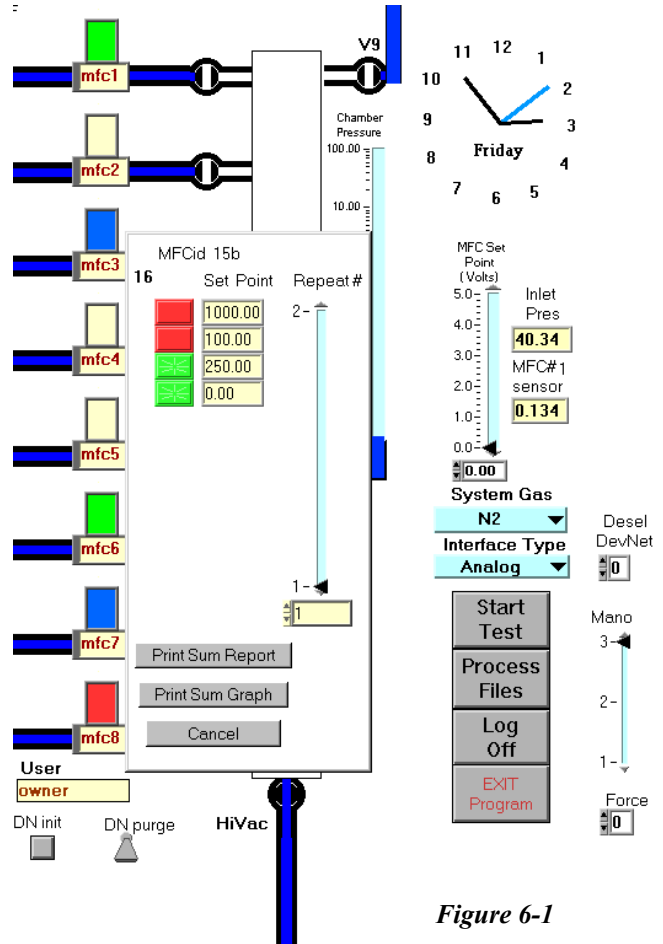 mfc1
mfc2
mfc3
mfc4
mfc5
mfc6
mfc7
mfc8
V9
Chamber
Pressure
100.00
10.00
12
1
2
3
4
5
6
7
8
9
10
11
Friday
MFCid 15b
16
Set Point
Repeat #
1000.00
100.00
250.00
0.00
2
1
1
Print Sum Report
Print Sum Graph
Cancel
MFC Set
Point
(Volts)
5.0
4.0
3.0
2.0
1.0
0.0
0.00
Inlet
Pres
40.34
MFC#1
sensor
0.134
System Gas
N2
Interface Type
Analog
Desel
DevNet
0
Start
Test
Process
Files
Log
Off
EXIT
Program
Mano
3
2
1
Force
0
User
owner
DN init
DN purge
HiVac
Figure 6-1